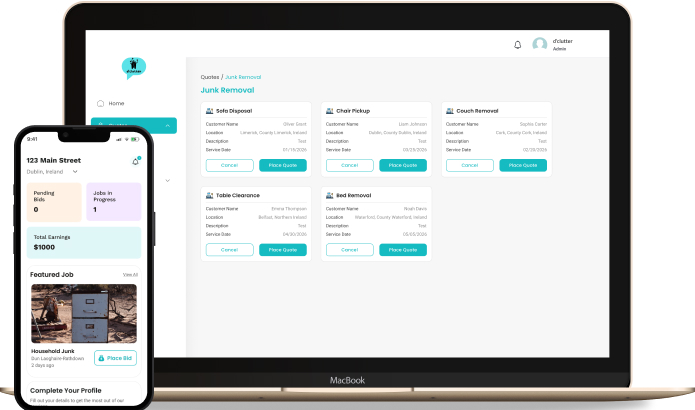 d'clutter
Admin
d'clutter
Home
Quotes / Junk Removal
Junk Removal
Sofa Disposal
Customer Name Oliver Grant
Location Limerick, County Limerick, Ireland
Description Test
Service Date 01/15/2026
Cancel Place Quote
Chair Pickup
Customer Name Liam Johnson
Location Dublin, County Dublin, Ireland
Description Test
Service Date 03/25/2026
Cancel Place Quote
Couch Removal
Customer Name Sophie Carter
Location Cork, County Cork, Ireland
Description Test
Service Date 02/20/2026
Cancel Place Quote
Table Clearance
Customer Name Emma Thompson
Location Belfast, Northern Ireland
Description Test
Service Date 04/30/2026
Cancel Place Quote
Bed Removal
Customer Name Noah Davis
Location Waterford, County Waterford, Ireland
Description Test
Service Date 05/05/2026
Cancel Place Quote
MacBook
9:41
123 Main Street
Dublin, Ireland
Pending
Bids
0
Jobs in
Progress
1
Total Earnings
$1000
Featured Job
View All
Household Junk
Dun Laoghaire-Rathdown
2 days ago
Place Bid
Complete Your Profile
Fill out your details to get the most out of our